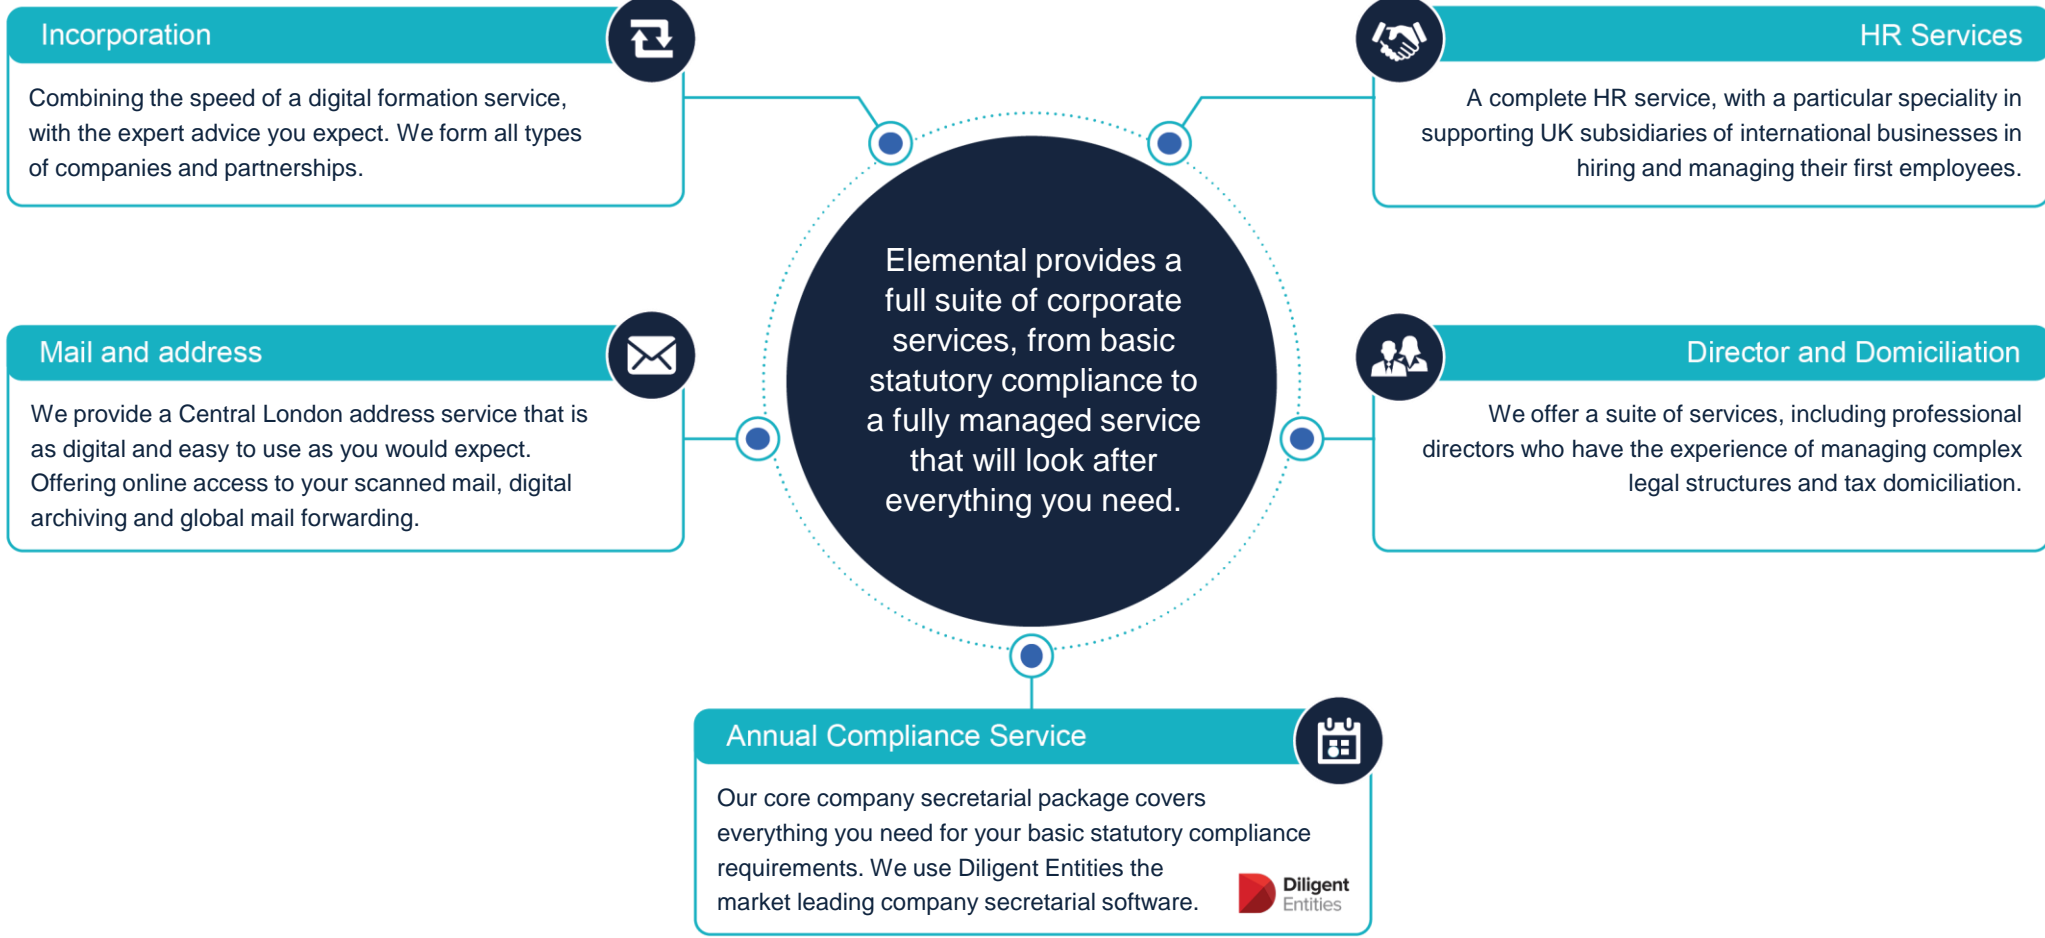 Incorporation
Combining the speed of a digital formation service,
with the expert advice you expect. We form all types
of companies and partnerships.
HR Services
A complete HR service, with a particular speciality in
supporting UK subsidiaries of international businesses in
hiring and managing their first employees.
Elemental provides a
full suite of corporate
services, from basic
statutory compliance to
a fully managed service
that will look after
everything you need.
Mail and address
We provide a Central London address service that is
as digital and easy to use as you would expect.
Offering online access to your scanned mail, digital
archiving and global mail forwarding.
Director and Domiciliation
We offer a suite of services, including professional
directors who have the experience of managing complex
legal structures and tax domiciliation.
Annual Compliance Service
Our core company secretarial package covers
everything you need for your basic statutory compliance
requirements. We use Diligent Entities the
market leading company secretarial software.
Diligent
Entities